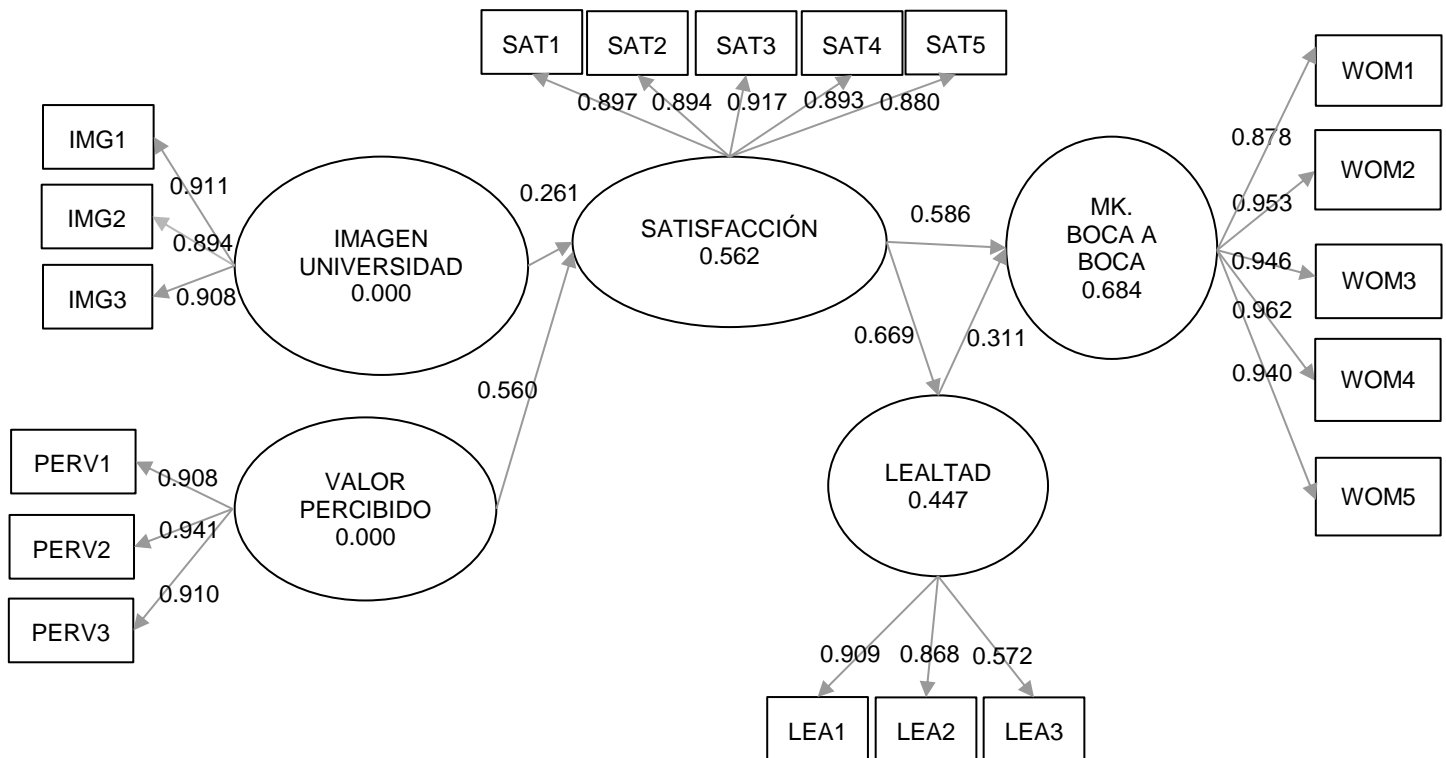 SAT1
SAT2
SAT3
SAT4
SAT5
0.897
0.894
0.917
0.893
0.880
IMG1
IMG2
IMG3
0.911
0.894
0.908
IMAGEN
UNIVERSIDAD
0.000
0.261
SATISFACCIÓN
0.562
0.586
MK.
BOCA A
BOCA
0.684
0.878
0.953
0.946
0.962
0.940
WOM1
WOM2
WOM3
WOM4
WOM5
0.669
0.311
0.560
PERV1
PERV2
PERV3
0.908
0.941
0.910
VALOR
PERCIBIDO
0.000
LEALTAD
0.447
0.909
0.868
0.572
LEA1
LEA2
LEA3